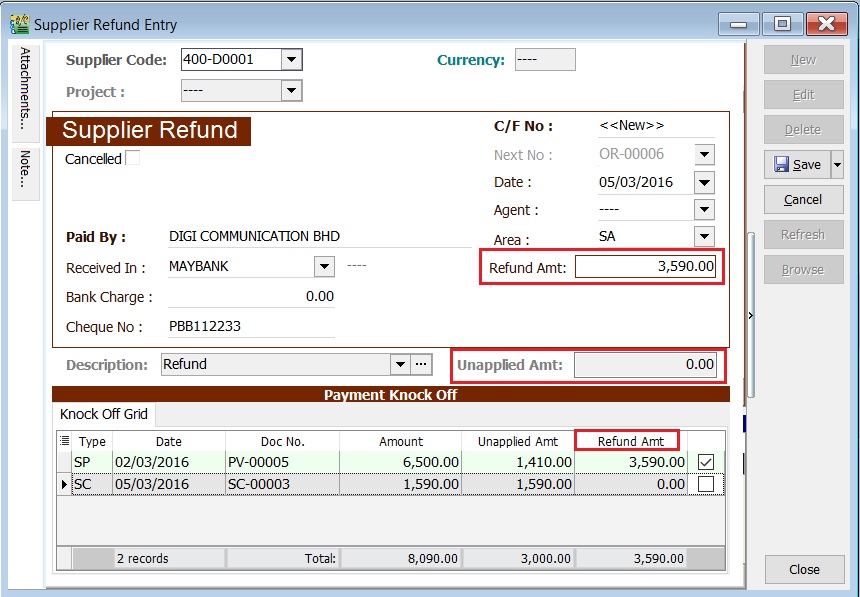 Supplier Refund Entry
Attachments...
Note...
Supplier Code: 400-D0001 Currency: ----
Project : ----
Supplier Refund
Cancelled
C/F No : <<New>>
Next No : OR-00006
Date : 05/03/2016
Agent : ----
Area : SA
Paid By : DIGI COMMUNICATION BHD
Received In : MAYBANK ----
Refund Amt: 3,590.00
Bank Charge : 0.00
Cheque No : PBB112233
Description: Refund ... Unapplied Amt: 0.00
Payment Knock Off
Knock Off Grid
Type Date Doc No. Amount Unapplied Amt Refund Amt
SP 02/03/2016 PV-00005 6,500.00 1,410.00 3,590.00
SC 05/03/2016 SC-00003 1,590.00 1,590.00 0.00
2 records Total: 8,090.00 3,000.00 3,590.00
New
Edit
Delete
Save
Cancel
Refresh
Browse
Close